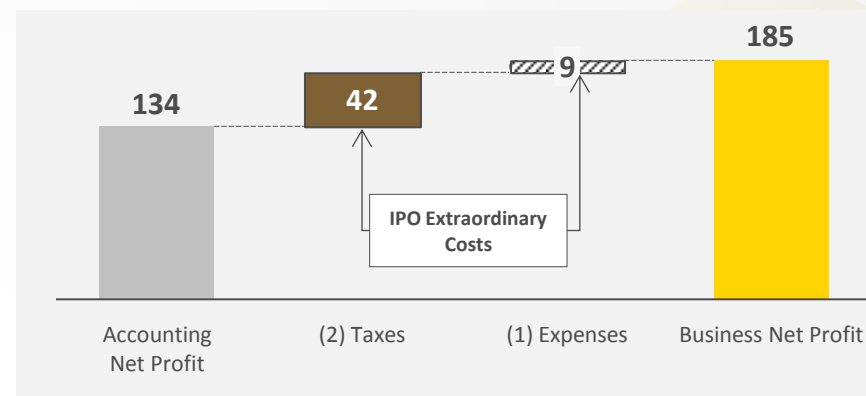 185
9
134
42
IPO Extraordinary
Costs
Accounting
Net Profit
(2) Taxes
(1) Expenses
Business Net Profit